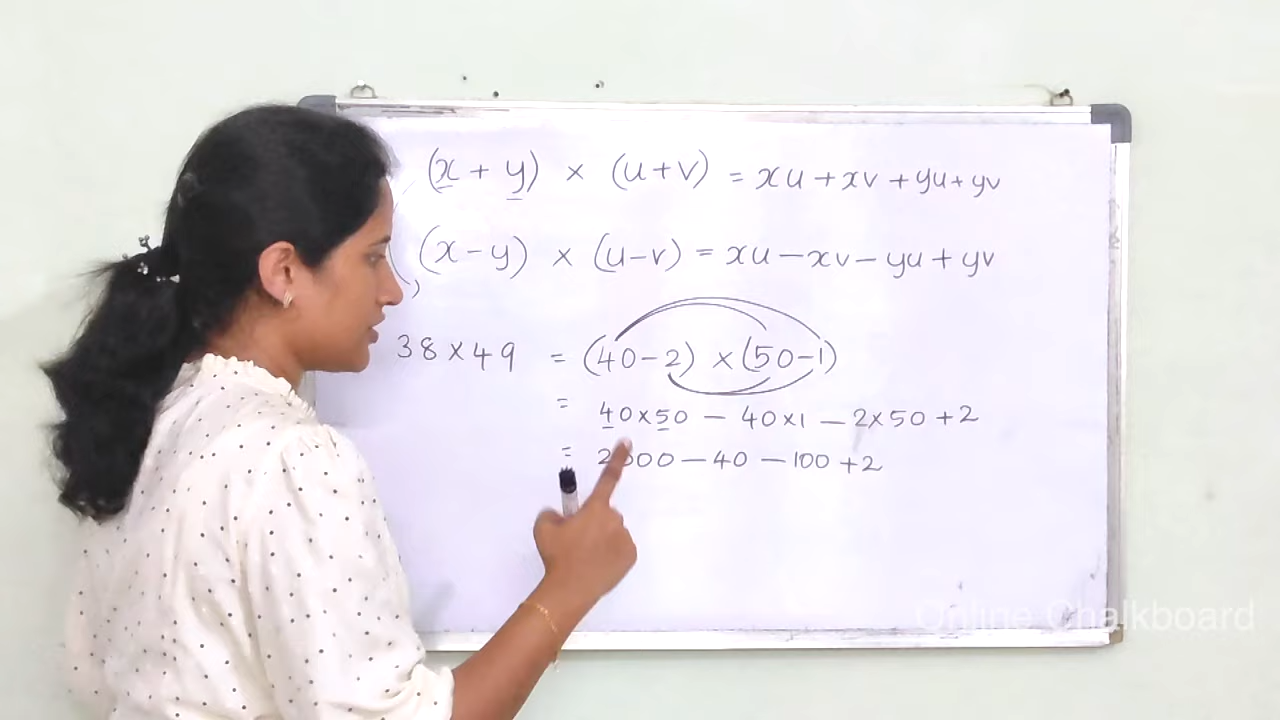 (x + y) × (u+v) = xu + xv + yu + yv
(x - y) × (u-v) = xu - xv - yu + yv
38 × 49 = (40-2) × (50-1)
= 40×50 - 40×1 - 2×50 + 2
= 2000 - 40 - 100 + 2
Online Chalkboard